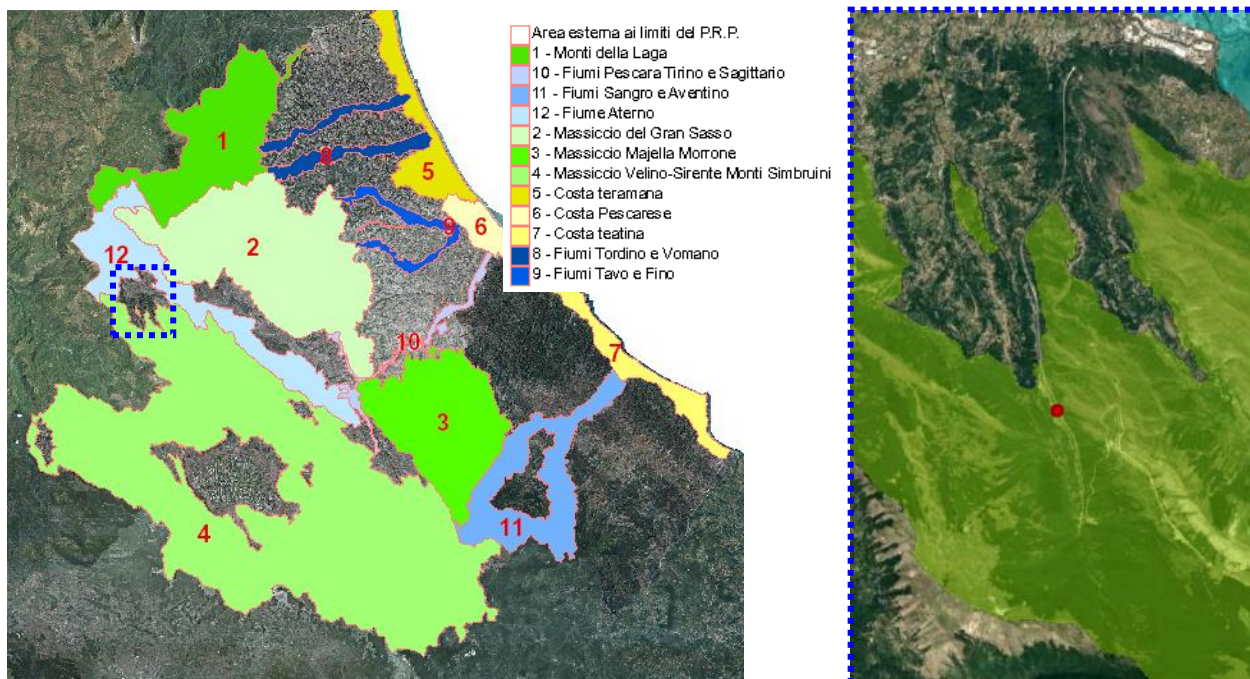 Area esterna ai limiti del P.R.P.
1 - Monti della Laga
10 - Fiumi Pescara Tirino e Sagittario
11 - Fiumi Sangro e Aventino
12 - Fiume Aterno
2 - Massiccio del Gran Sasso
3 - Massiccio Majella Morrone
4 - Massiccio Velino-Sirente Monti Simbruini
5 - Costa teramana
6 - Costa Pescarese
7 - Costa teatina
8 - Fiumi Tordino e Vomano
9 - Fiumi Tavo e Fino
1
8
5
9
6
2
12
10
7
3
11
4